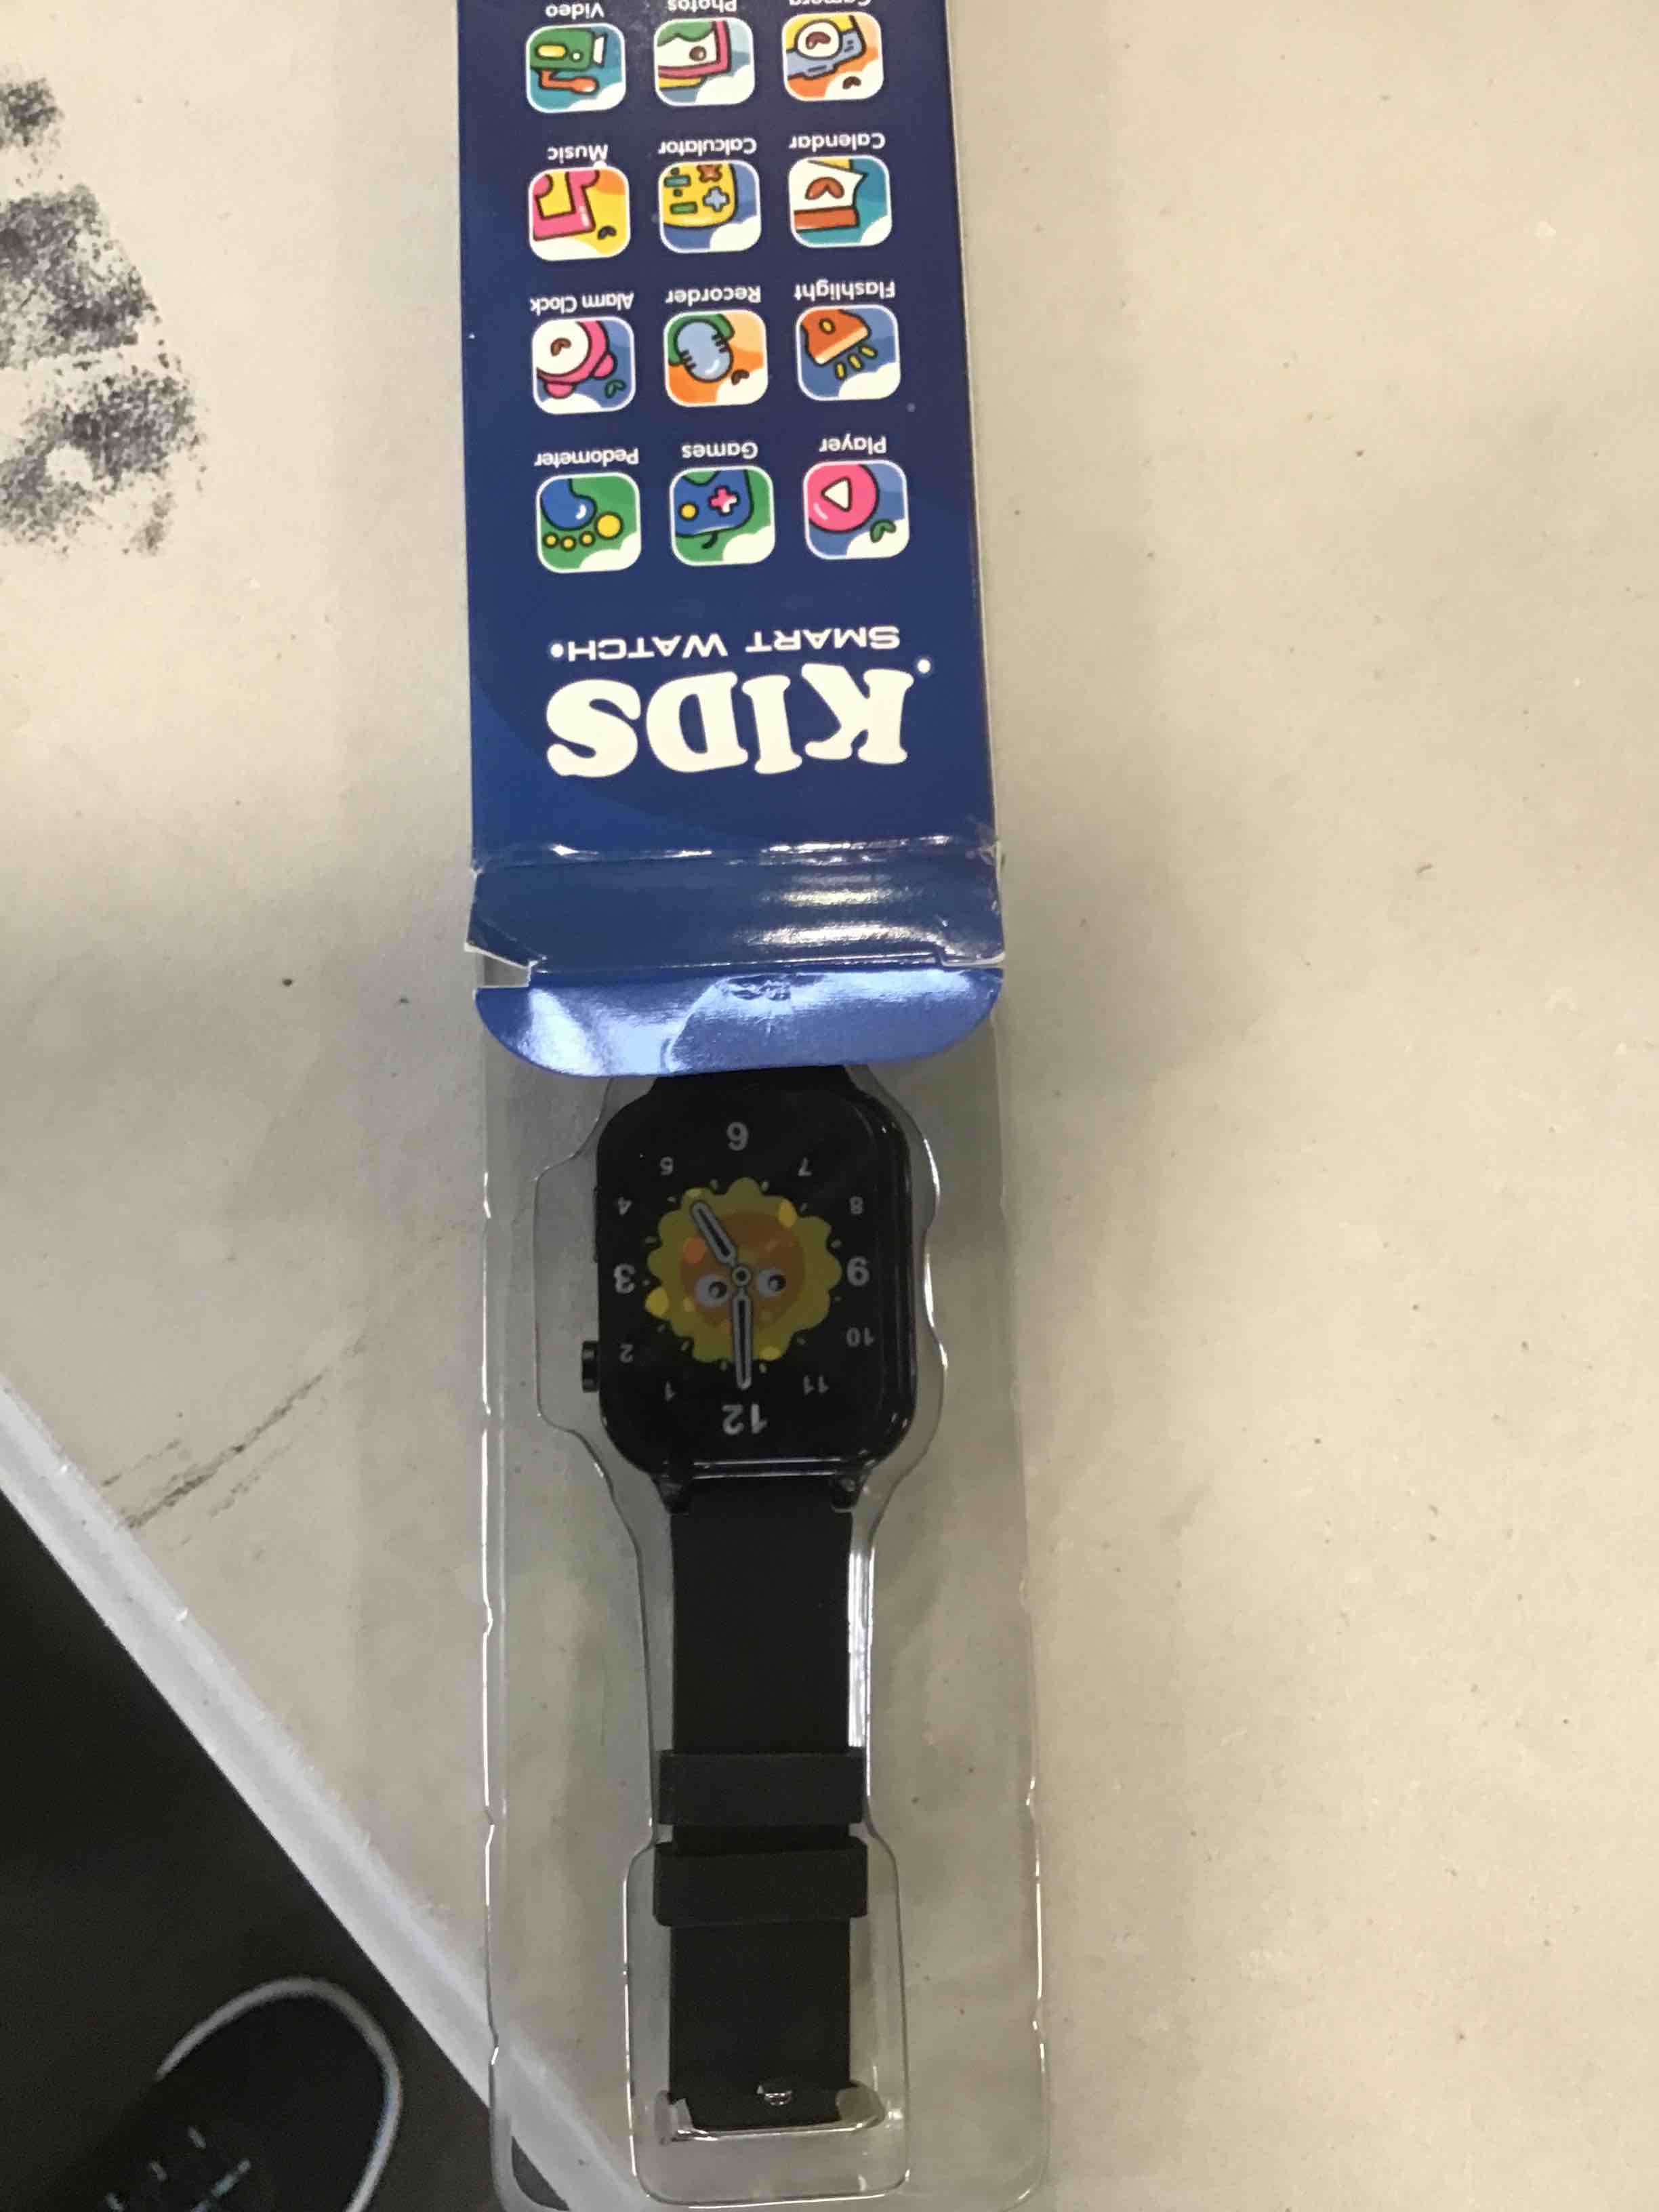 KIDS
SMART WATCH
Player Games Pedometer
Flashlight Recorder Alarm Clock
Calendar Calculator Music
Camera Photos Video
12
11 1
10 2
9 3
8 4
7 5
6